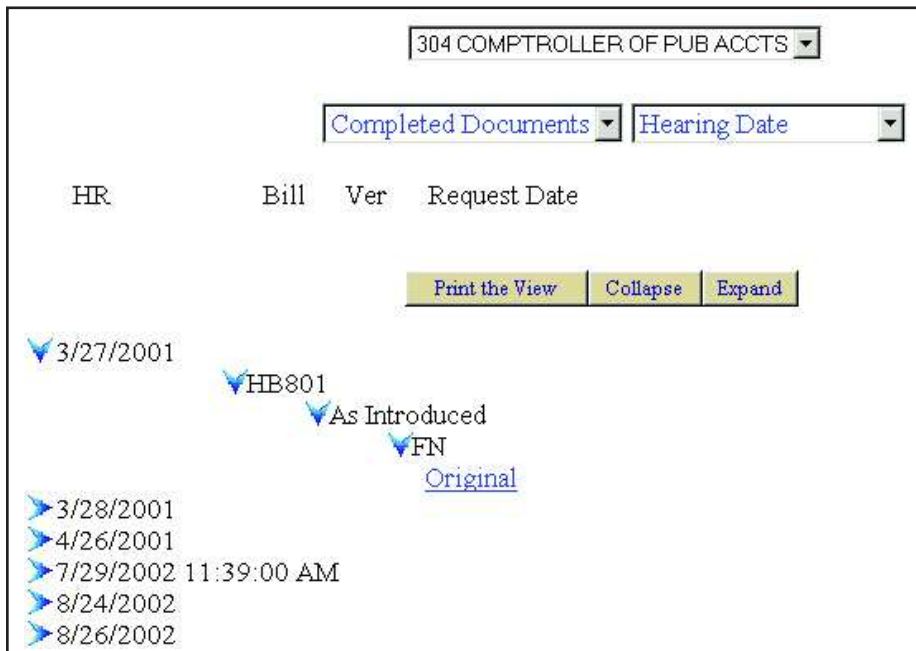 304 COMPTROLLER OF PUB ACCTS
Completed Documents Hearing Date
HR Bill Ver Request Date
Print the View Collapse Expand
3/27/2001
HB801
As Introduced
FN
Original
3/28/2001
4/26/2001
7/29/2002 11:39:00 AM
8/24/2002
8/26/2002